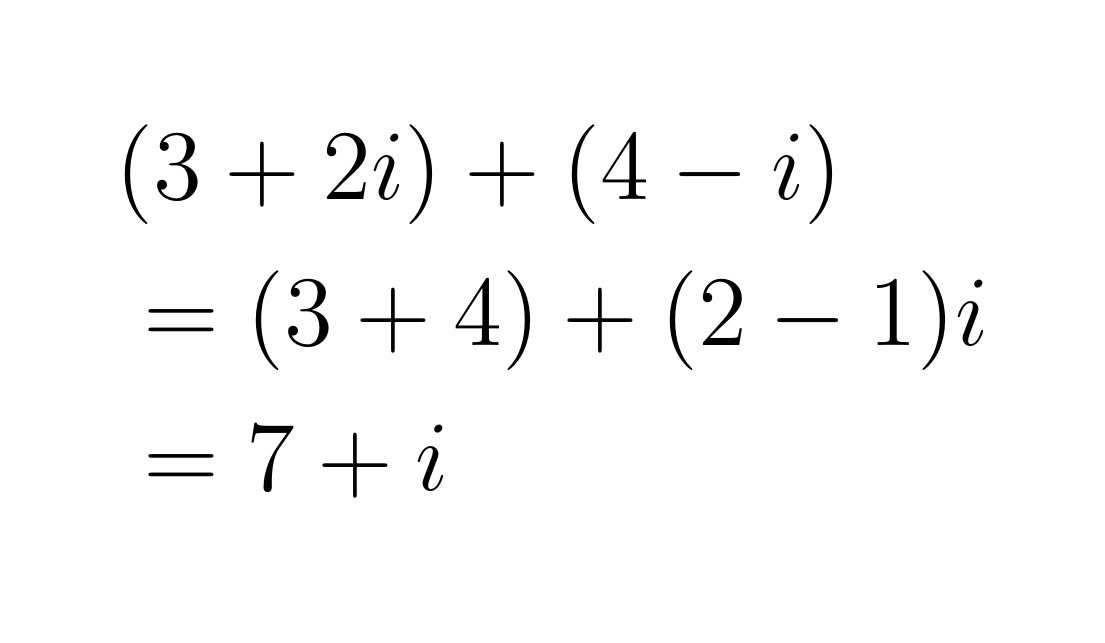 (3 + 2i) + (4 − i)
= (3 + 4) + (2 − 1)i
= 7 + i